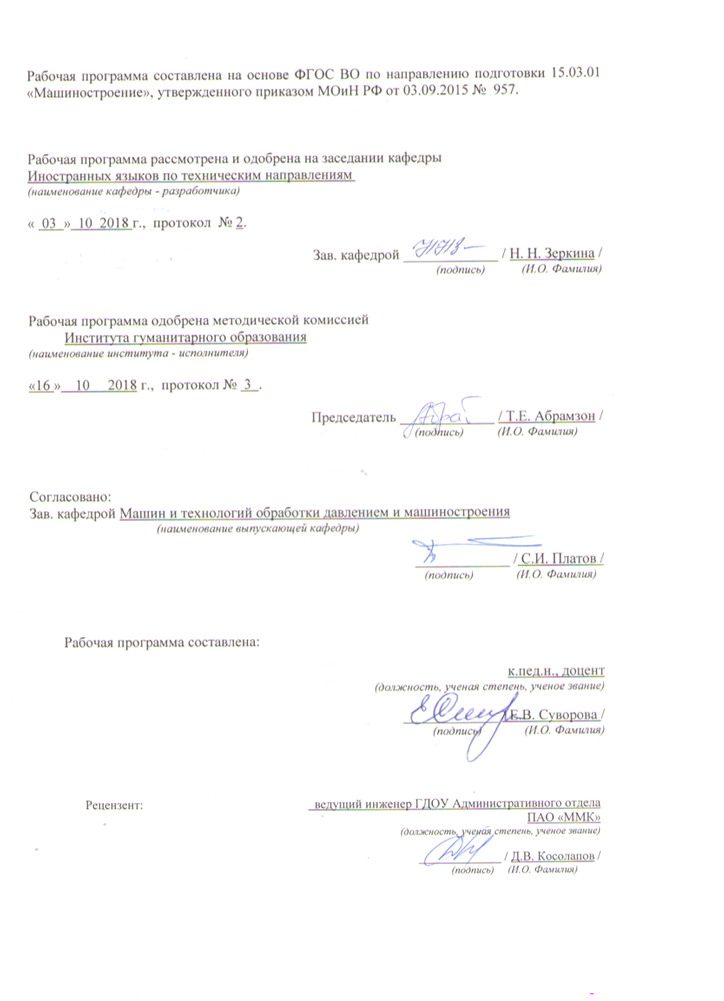 Рабочая программа составлена на основе ФГОС ВО по направлению подготовки 15.03.01
«Машиностроение», утвержденного приказом МОиН РФ от 03.09.2015 № 957.
Рабочая программа рассмотрена и одобрена на заседании кафедры
Иностранных языков по техническим направлениям
(наименование кафедры - разработчика)
« 03 » 10 2018 г., протокол № 2.
Зав. кафедрой ______________ / Н. Н. Зеркина /
(подпись) (И.О. Фамилия)
Рабочая программа одобрена методической комиссией
Института гуманитарного образования
(наименование института - исполнителя)
«16 » 10 2018 г., протокол № 3 .
Председатель ______________ / Т.Е. Абрамзон /
(подпись) (И.О. Фамилия)
Согласовано:
Зав. кафедрой Машин и технологий обработки давлением и машиностроения
(наименование выпускающей кафедры)
______________ / С.И. Платов /
(подпись) (И.О. Фамилия)
Рабочая программа составлена:
к.пед.н., доцент
(должность, ученая степень, ученое звание)
______________ /Е.В. Суворова /
(подпись) (И.О. Фамилия)
Рецензент: ведущий инженер ГДОУ Административного отдела
ПАО «ММК»
(должность, ученая степень, ученое звание)
______________ / Д.В. Косолапов /
(подпись) (И.О. Фамилия)